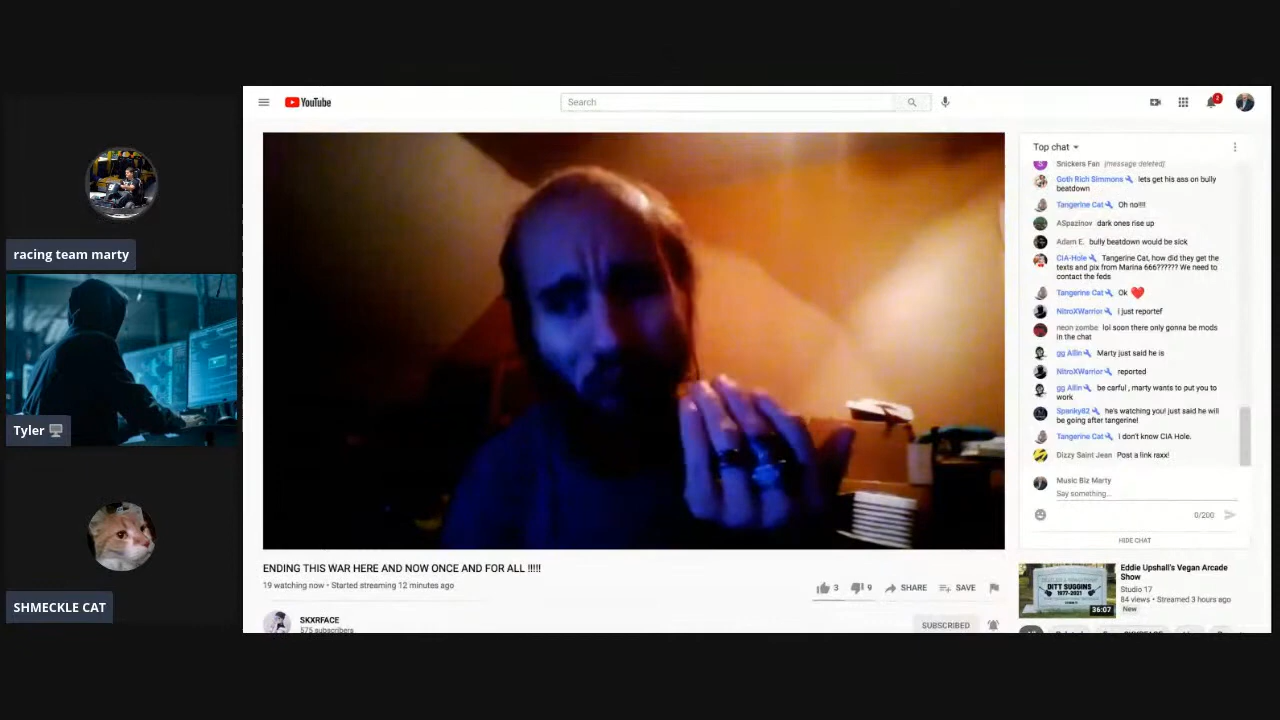 racing team marty
Tyler
SHMECKLE CAT
YouTube
Search
2
ENDING THIS WAR HERE AND NOW ONCE AND FOR ALL !!!!!
19 watching now • Started streaming 12 minutes ago
3
9
SHARE
SAVE
SKXRFACE
575 subscribers
SUBSCRIBED
Top chat
Snickers Fan [message deleted]
Goth Rich Simmons lets get his ass on bully
beatdown
Tangerine Cat Oh no!!!!
ASpazinov dark ones rise up
Adam E. bully beatdown would be sick
CIA-Hole Tangerine Cat, how did they get the
texts and pix from Marina 666?????? We need to
contact the feds
Tangerine Cat Ok ❤️
NitroXWarrior I just reportef
neon zombe lol soon there only gonna be mods
in the chat
gg Allin Marty just said he is
NitroXWarrior reported
gg Allin be carful , marty wants to put you to
work
Spanky82 he's watching you! just said he will
be going after tangerine!
Tangerine Cat I don't know CIA Hole.
Dizzy Saint Jean Post a link raxx!
Music Biz Marty
Say something...
0/200
HIDE CHAT
DITT SUGGINS
1977-2021
36:07
Eddie Upshall's Vegan Arcade
Show
Studio 17
84 views • Streamed 3 hours ago
New